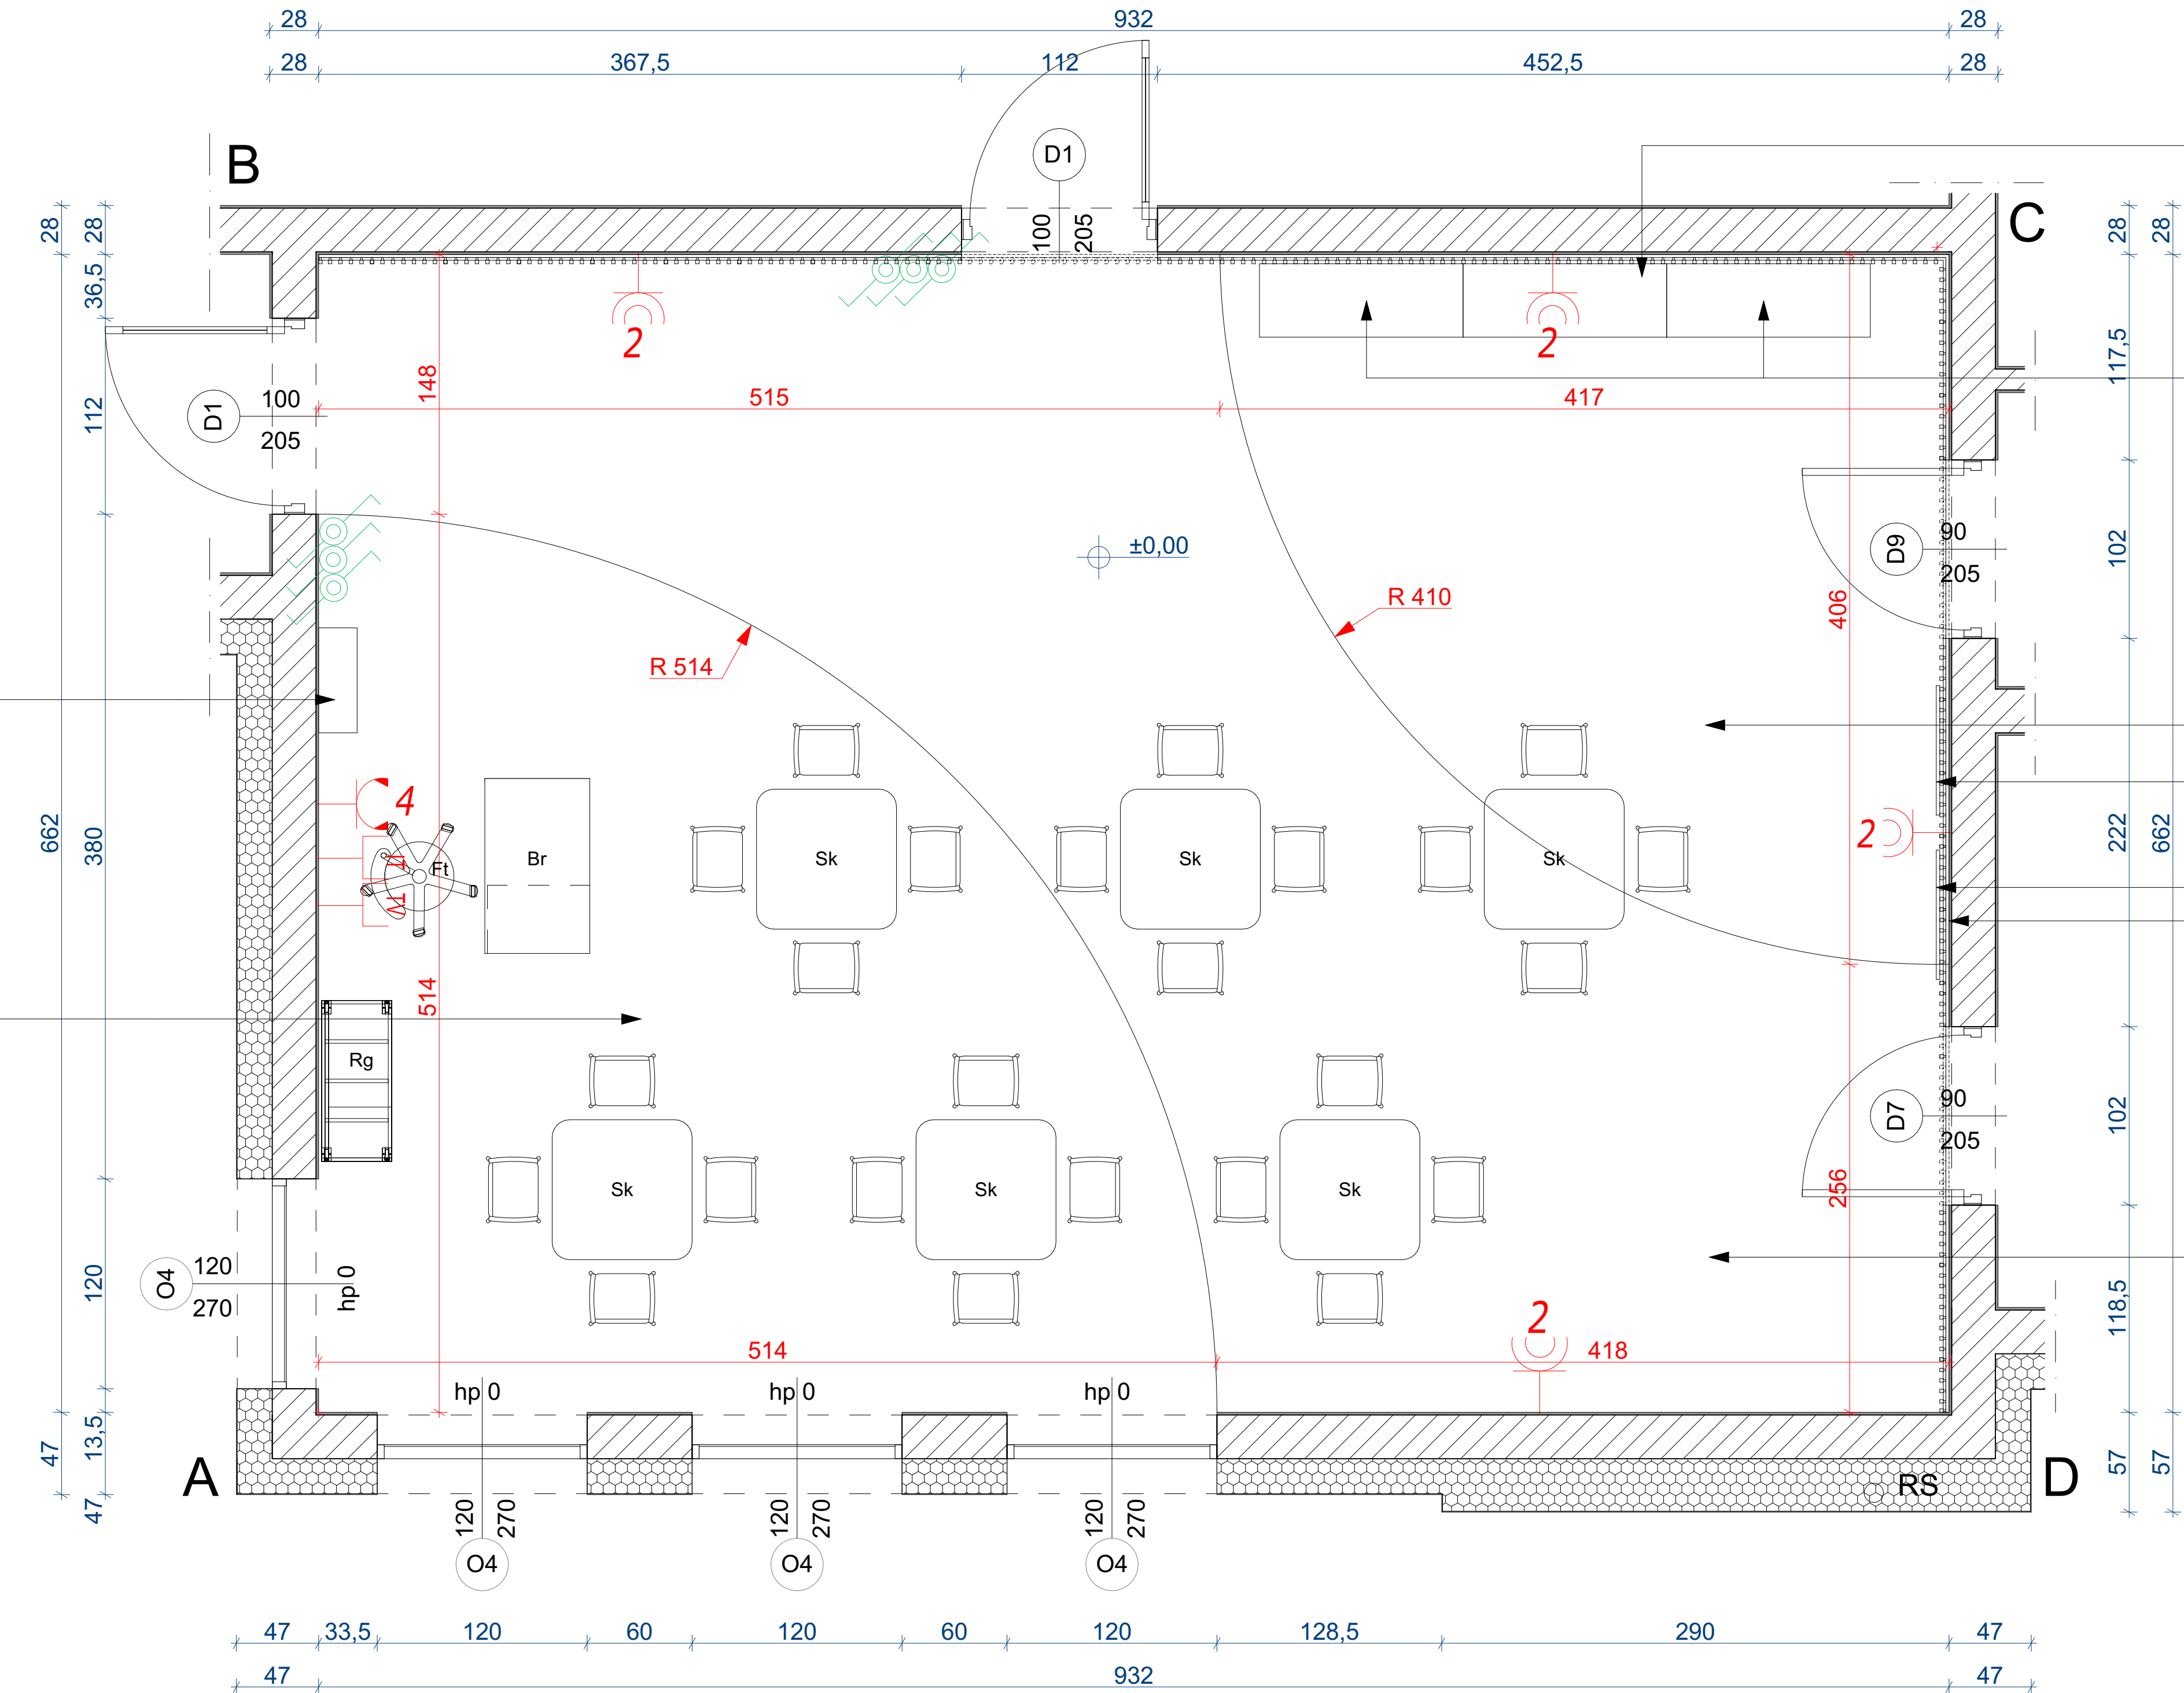 28 932 28
28 367,5 112 452,5 28
B
D1
C
100 205
28 28
28 28
36,5
2
2
148
515 417
117,5
D1 100
205
112
±0,00
D9 90
205
102
R 410
R 514
406
4
IT
TV
Ft
Br
Sk
Sk
Sk
2
662 380
222 662
514
Rg
Sk
Sk
Sk
D7 90
205
102
256
O4 120
270
hp 0
120
118,5
2
514 418
hp 0
hp 0
hp 0
47 13,5
47
57 57
A
RS
D
120 270
120 270
120 270
O4
O4
O4
47 33,5 120 60 120 60 120 128,5 290 47
47 932 47